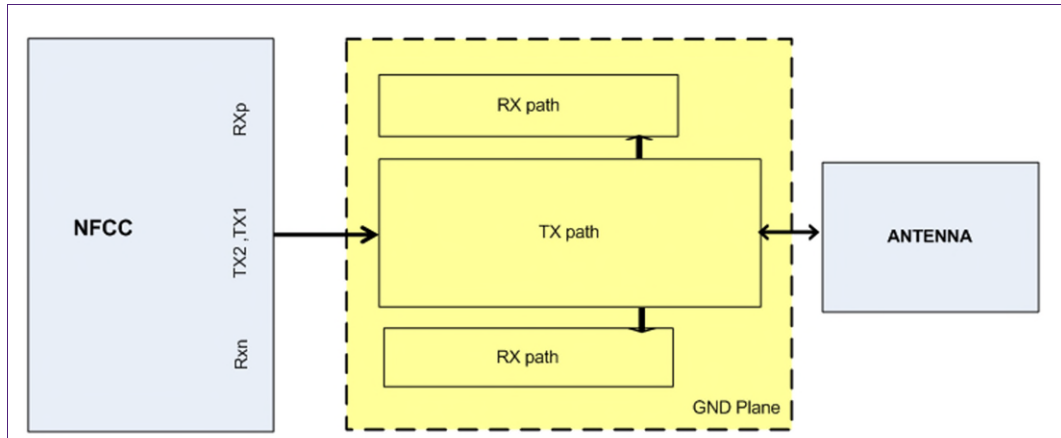 NFCC
RXp
TX2 ,TX1
Rxn
RX path
TX path
RX path
GND Plane
ANTENNA